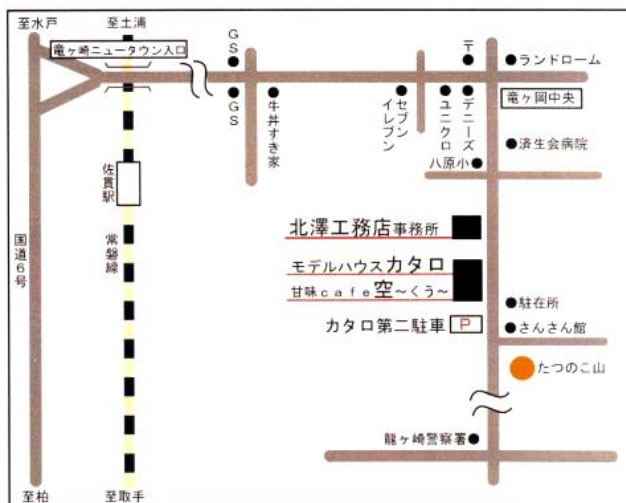 至水戸
至土浦
竜ヶ崎ニュータウン入口
GS
GS
牛丼すき家
セブン
イレブン
ユニクロ
〒
デニーズ
ランドローム
竜ヶ岡中央
済生会病院
八原小
佐貫駅
常磐線
国道6号
北澤工務店事務所
モデルハウスカタロ
甘味cafe空~くう~
カタロ第二駐車
P
駐在所
さんさん館
たつのこ山
龍ヶ崎警察署
至柏
至取手